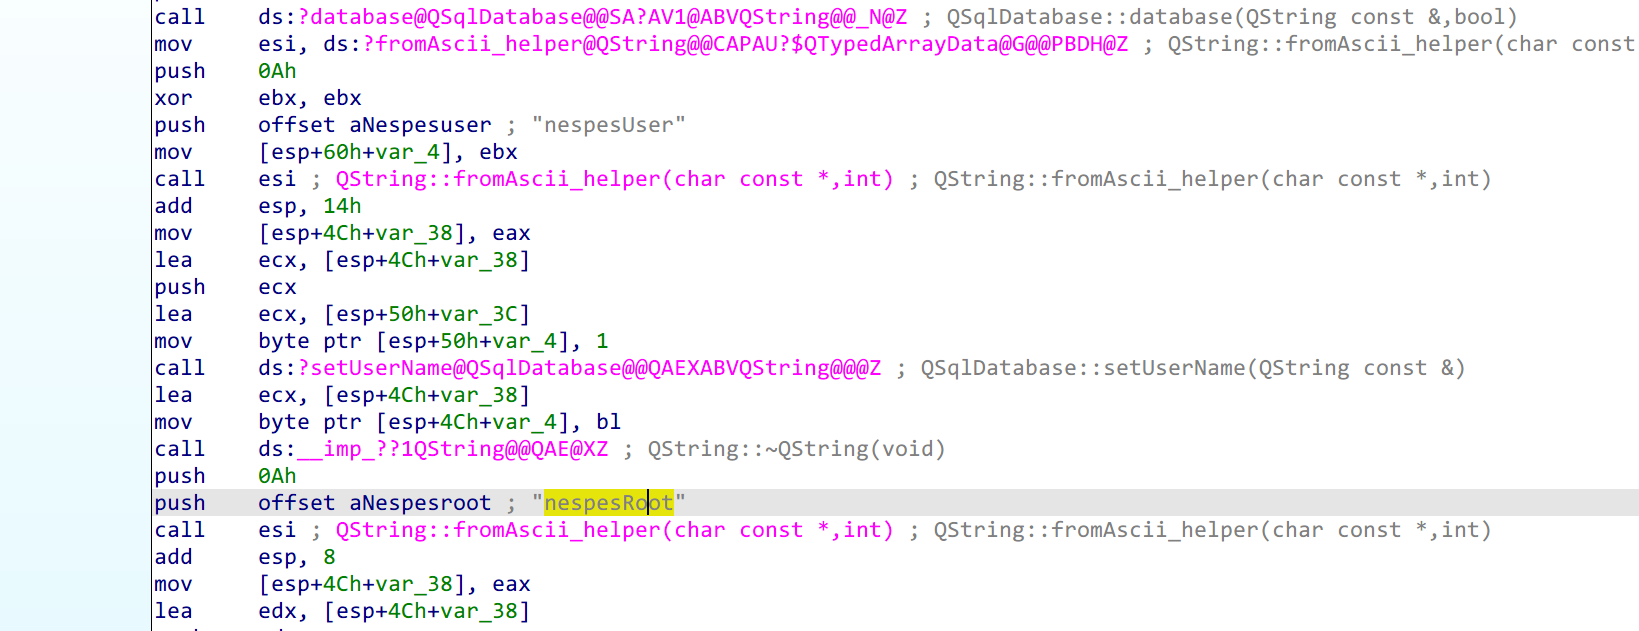 call ds:?database@QSqlDatabase@@SA?AV1@ABVQString@@_N@Z ; QSqlDatabase::database(QString const &,bool)
mov esi, ds:?fromAscii_helper@QString@@CAPAU?$QTypedArrayData@G@@PBDH@Z ; QString::fromAscii_helper(char const
push 0Ah
xor ebx, ebx
push offset aNespesuser ; "nespesUser"
mov [esp+60h+var_4], ebx
call esi ; QString::fromAscii_helper(char const *,int) ; QString::fromAscii_helper(char const *,int)
add esp, 14h
mov [esp+4Ch+var_38], eax
lea ecx, [esp+4Ch+var_38]
push ecx
lea ecx, [esp+50h+var_3C]
mov byte ptr [esp+50h+var_4], 1
call ds:?setUserName@QSqlDatabase@@QAEXABVQString@@@Z ; QSqlDatabase::setUserName(QString const &)
lea ecx, [esp+4Ch+var_38]
mov byte ptr [esp+4Ch+var_4], bl
call ds:__imp_??1QString@@QAE@XZ ; QString::~QString(void)
push 0Ah
push offset aNespesroot ; "nespesRoot"
call esi ; QString::fromAscii_helper(char const *,int) ; QString::fromAscii_helper(char const *,int)
add esp, 8
mov [esp+4Ch+var_38], eax
lea edx, [esp+4Ch+var_38]